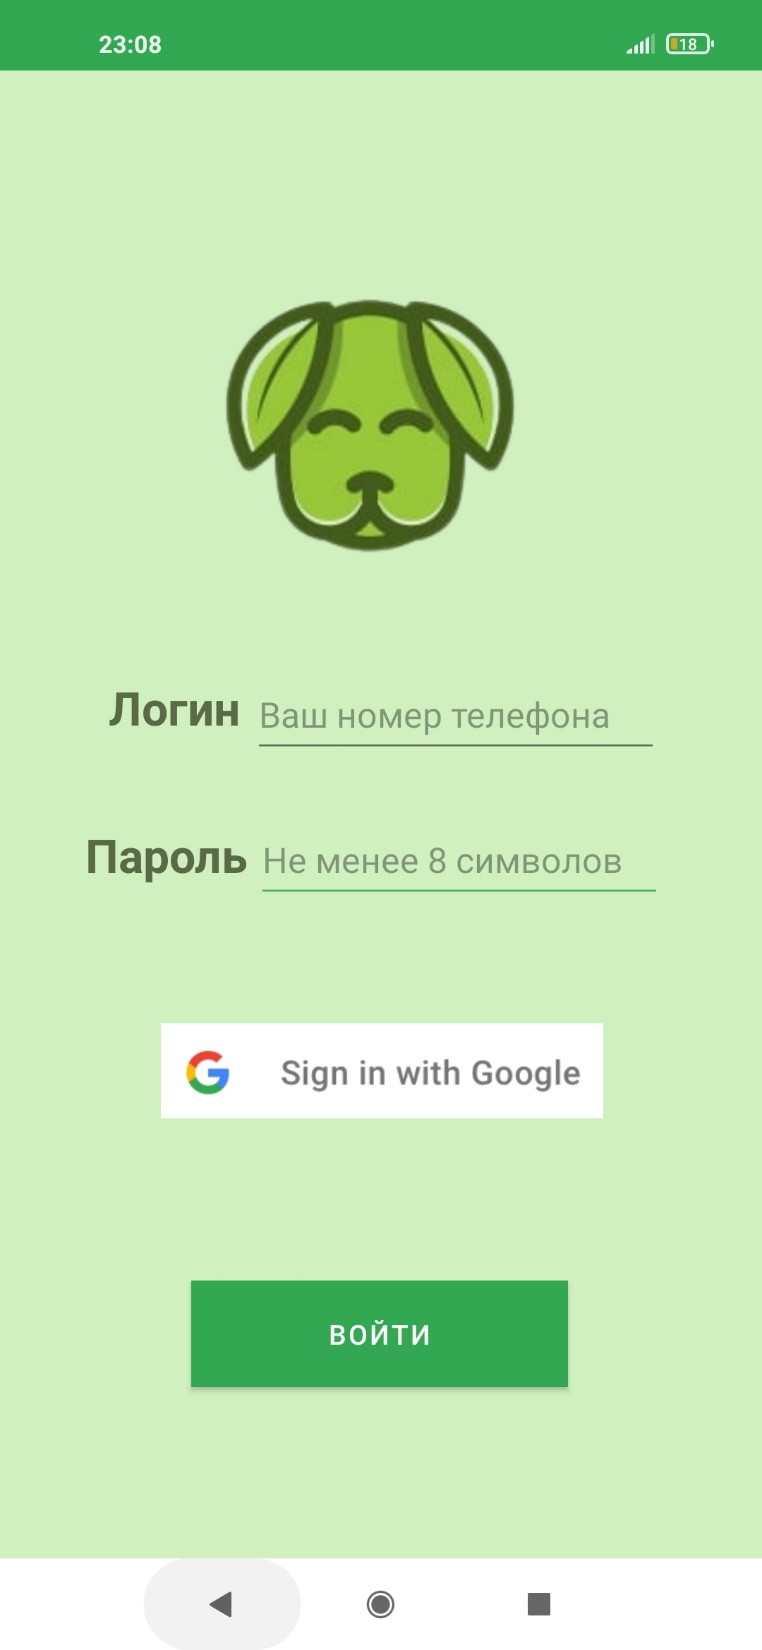 23:08
18
Логин Ваш номер телефона
Пароль Не менее 8 символов
Sign in with Google
ВОЙТИ